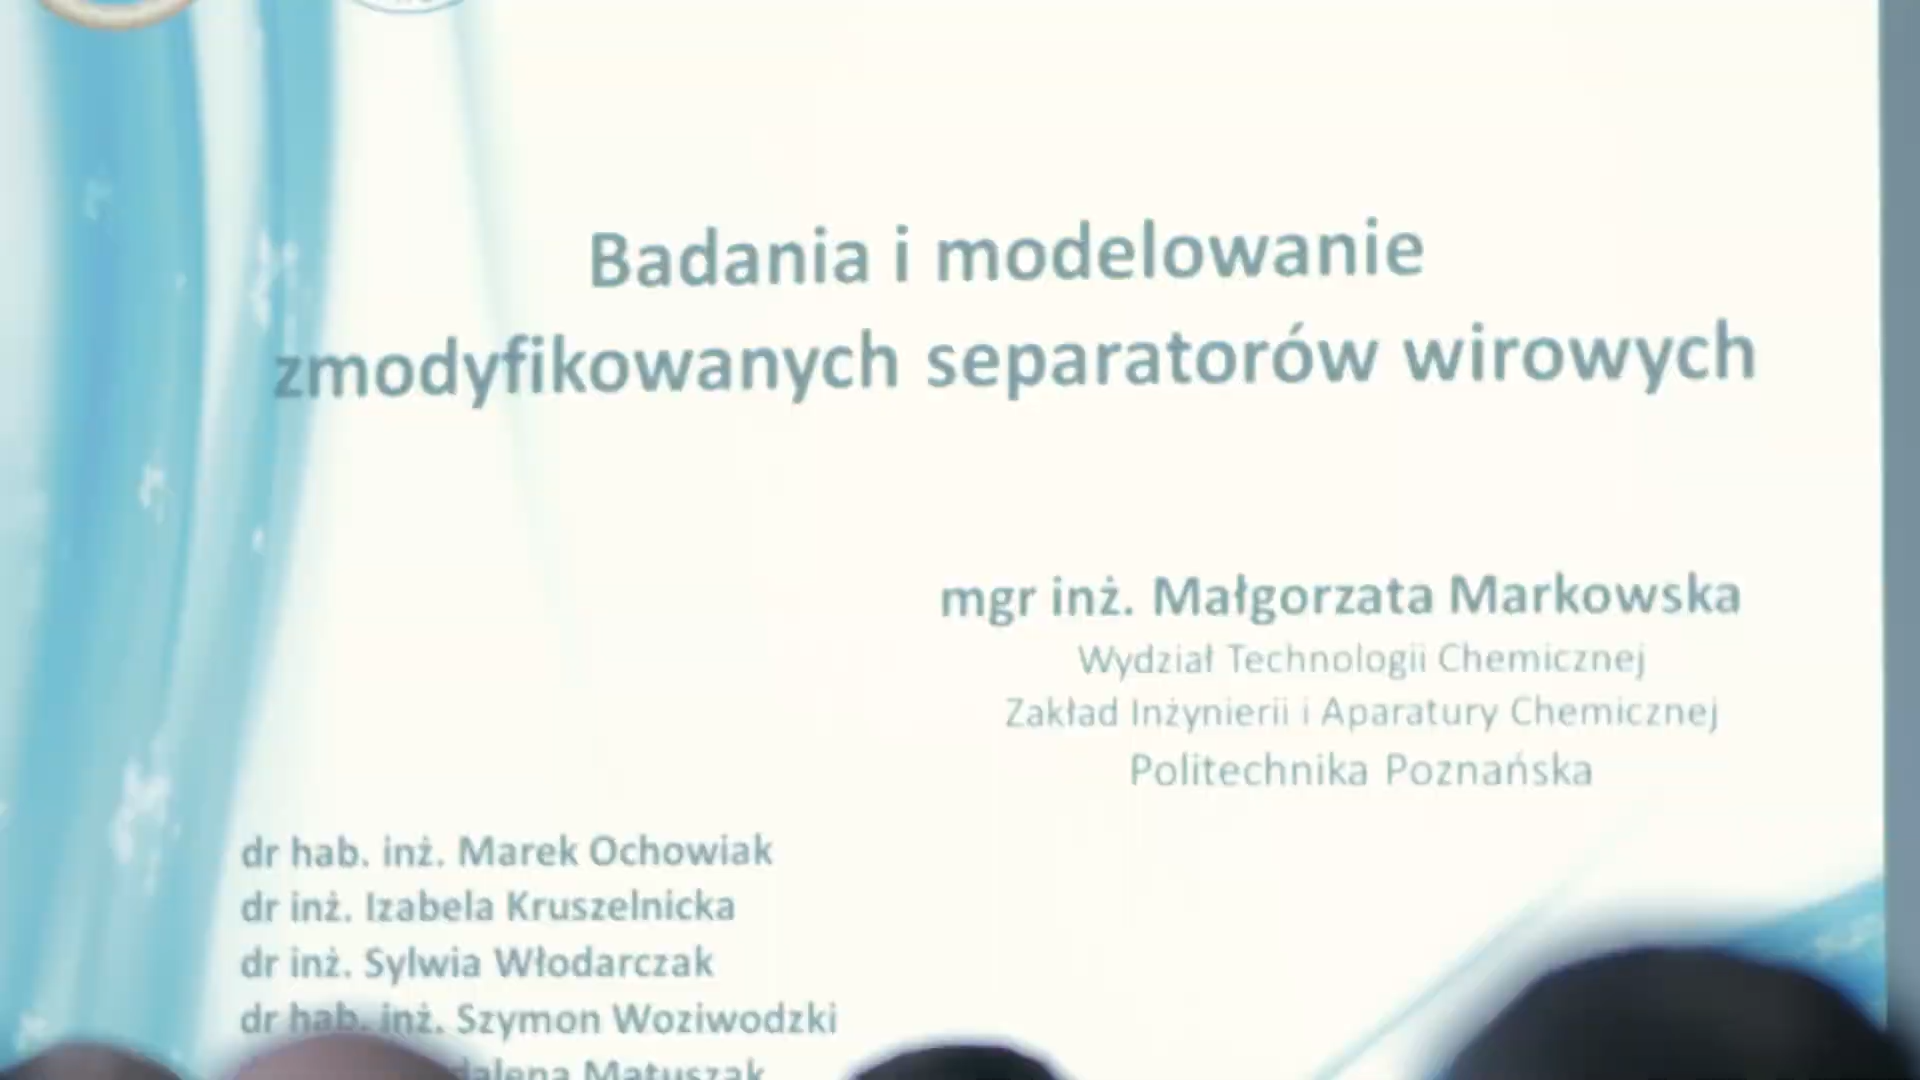 Badania i modelowanie
zmodyfikowanych separatorów wirowych
mgr inż. Małgorzata Markowska
Wydział Technologii Chemicznej
Zakład Inżynierii i Aparatury Chemicznej
Politechnika Poznańska
dr hab. inż. Marek Ochowiak
dr inż. Izabela Kruszelnicka
dr inż. Sylwia Włodarczak
dr hab. inż. Szymon Woziwodzki
Matuszak